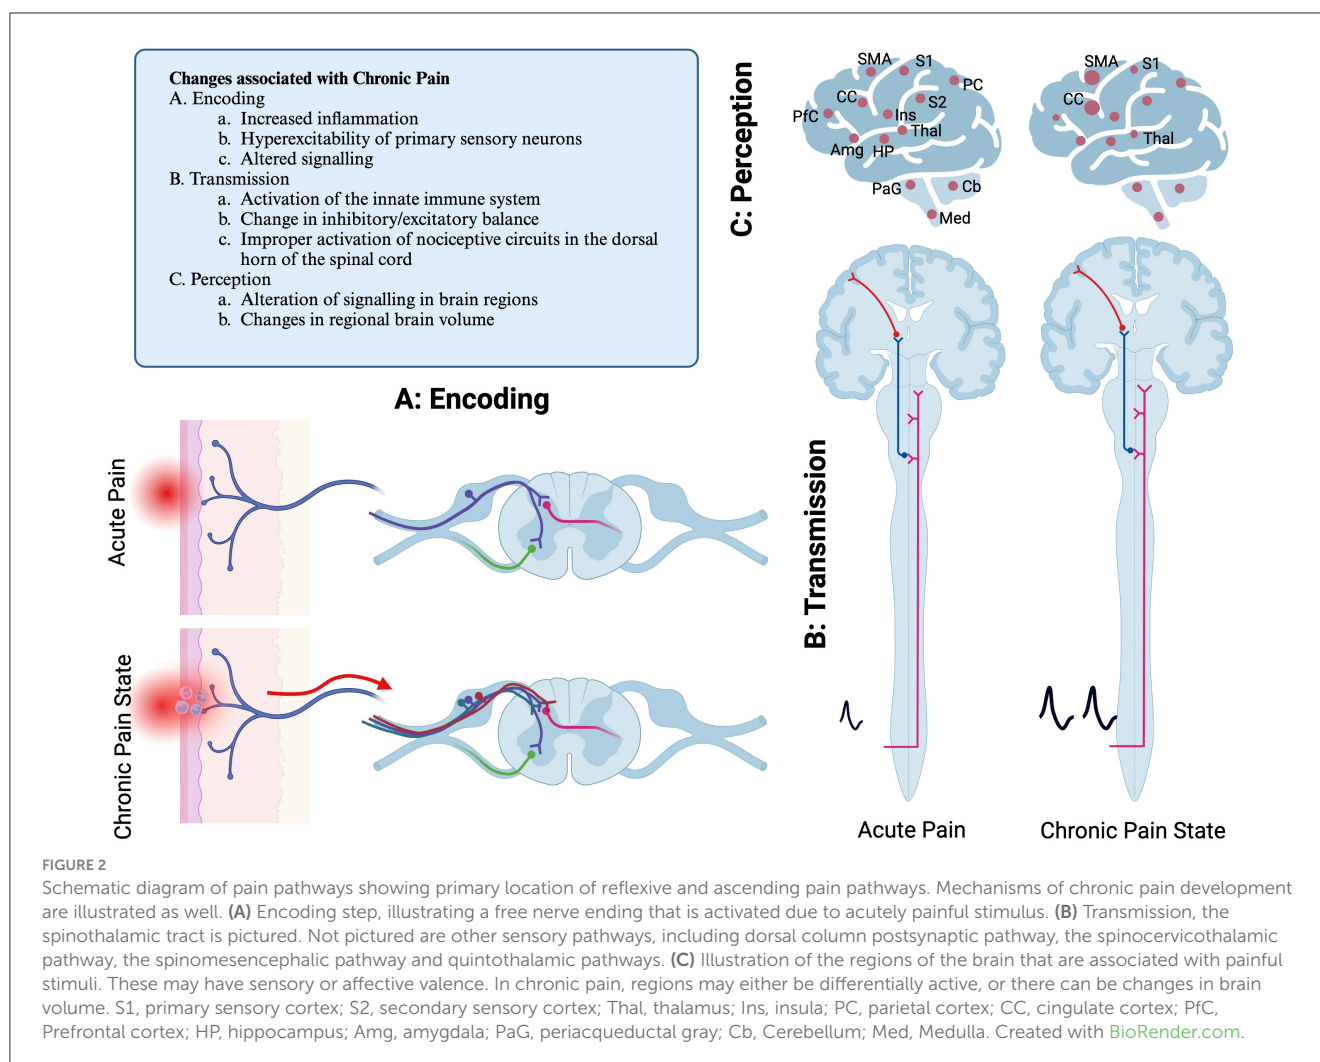 Changes associated with Chronic Pain
A. Encoding
a. Increased inflammation
b. Hyperexcitability of primary sensory neurons
c. Altered signalling
B. Transmission
a. Activation of the innate immune system
b. Change in inhibitory/excitatory balance
c. Improper activation of nociceptive circuits in the dorsal
horn of the spinal cord
C. Perception
a. Alteration of signalling in brain regions
b. Changes in regional brain volume
A: Encoding
Acute Pain
Chronic Pain State
C: Perception
SMA
S1
PC
CC
S2
PfC
Ins
Thal
Amg
HP
PaG
Cb
Med
SMA
S1
CC
Thal
B: Transmission
Acute Pain
Chronic Pain State
FIGURE 2
Schematic diagram of pain pathways showing primary location of reflexive and ascending pain pathways. Mechanisms of chronic pain development
are illustrated as well. (A) Encoding step, illustrating a free nerve ending that is activated due to acutely painful stimulus. (B) Transmission, the
spinothalamic tract is pictured. Not pictured are other sensory pathways, including dorsal column postsynaptic pathway, the spinocervicothalamic
pathway, the spinomesencephalic pathway and quintothalamic pathways. (C) Illustration of the regions of the brain that are associated with painful
stimuli. These may have sensory or affective valence. In chronic pain, regions may either be differentially active, or there can be changes in brain
volume. S1, primary sensory cortex; S2, secondary sensory cortex; Thal, thalamus; Ins, insula; PC, parietal cortex; CC, cingulate cortex; PfC,
Prefrontal cortex; HP, hippocampus; Amg, amygdala; PaG, periacqueductal gray; Cb, Cerebellum; Med, Medulla. Created with BioRender.com.